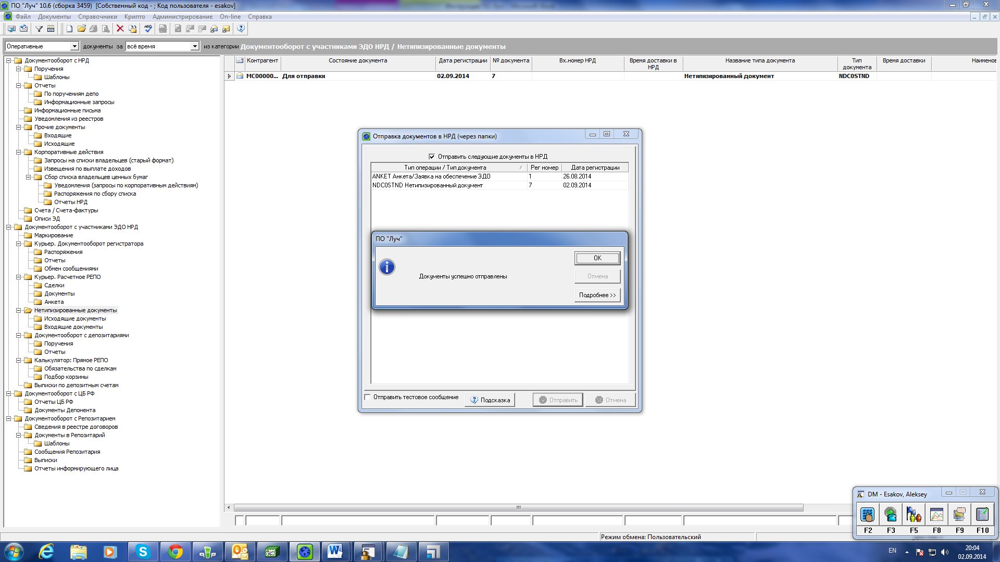 ПО "Луч" 10.6 (сборка 3459)  [Собственный код - ; Код пользователя - esakov]
Файл Документы Справочники Крипто Администрирование On-line Справка
Оперативные документы за всё время из категории Документооборот с участниками ЭДО НРД / Нетипизированные документы
Контрагент Состояние документа Дата регистрации № документа Вх.номер НРД Время доставки в НРД Название типа документа Тип документа Время доставки Наименов
MC00000... Для отправки 02.09.2014 7 Нетипизированный документ NDC0STND
Документооборот с НРД
Поручения
Шаблоны
Отчеты
По поручениям депо
Информационные запросы
Информационные письма
Уведомления из реестров
Прочие документы
Входящие
Исходящие
Корпоративные действия
Запросы на списки владельцев (старый формат)
Извещения по выплате доходов
Сбор списка владельцев ценных бумаг
Уведомления (запросы по корпоративным действиям)
Распоряжения по сбору списка
Отчеты НРД
Счета / Счета-фактуры
Описи ЭД
Документооборот с участниками ЭДО НРД
Маркирование
Курьер. Документооборот регистратора
Распоряжения
Отчеты
Обмен сообщениями
Курьер. Расчетное РЕПО
Сделки
Документы
Анкета
Нетипизированные документы
Исходящие документы
Входящие документы
Документооборот с депозитариями
Поручения
Отчеты
Калькулятор: Прямое РЕПО
Обязательства по сделкам
Подбор корзины
Выписки по депозитным счетам
Документооборот с ЦБ РФ
Отчеты ЦБ РФ
Документы Депонента
Документооборот с Репозитарием
Сведения в реестре договоров
Документы в Репозитарий
Шаблоны
Сообщения Репозитария
Выписки
Отчеты информирующего лица
Отправка документов в НРД (через папки)
Отправить следующие документы в НРД
Тип операции / Тип документа Рег номер Дата регистрации
ANKET Анкета/Заявка на обеспечение ЭДО 1 26.08.2014
NDC0STND Нетипизированный документ 7 02.09.2014
ПО "Луч"
OK
Документы успешно отправлены
Отмена
Подробнее >>
Отправить тестовое сообщение Подсказка Отправить Отмена
DM - Esakov, Aleksey
F2 F3 F5 F8 F9 F10
Режим обмена: Пользовательский
EN
20:04
02.09.2014